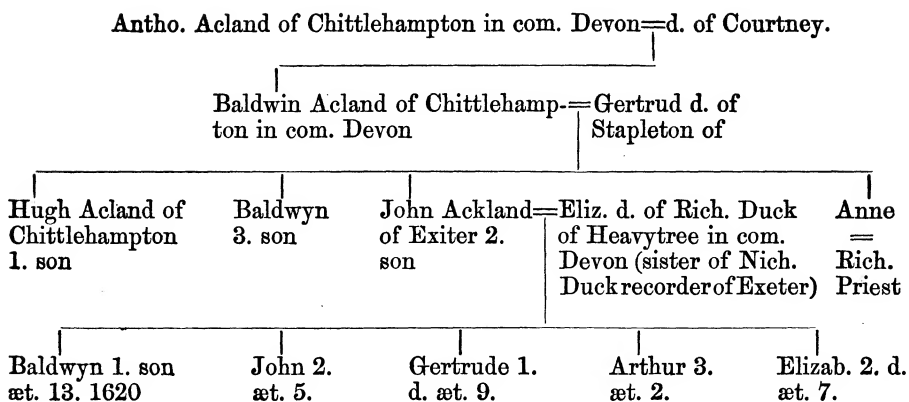 Antho. Acland of Chittlehampton in com. Devon=d. of Courtney.
Baldwin Acland of Chittlehamp-=Gertrud d. of
ton in com. Devon Stapleton of
Hugh Acland of
Chittlehampton
1. son
Baldwyn
3. son
John Ackland=Eliz. d. of Rich. Duck
of Exiter 2. of Heavytree in com.
son Devon (sister of Nich.
Duck recorder of Exeter)
Anne
=
Rich.
Priest
Baldwyn 1. son
æt. 13. 1620
John 2.
æt. 5.
Gertrude 1.
d. æt. 9.
Arthur 3.
æt. 2.
Elizab. 2. d.
æt. 7.